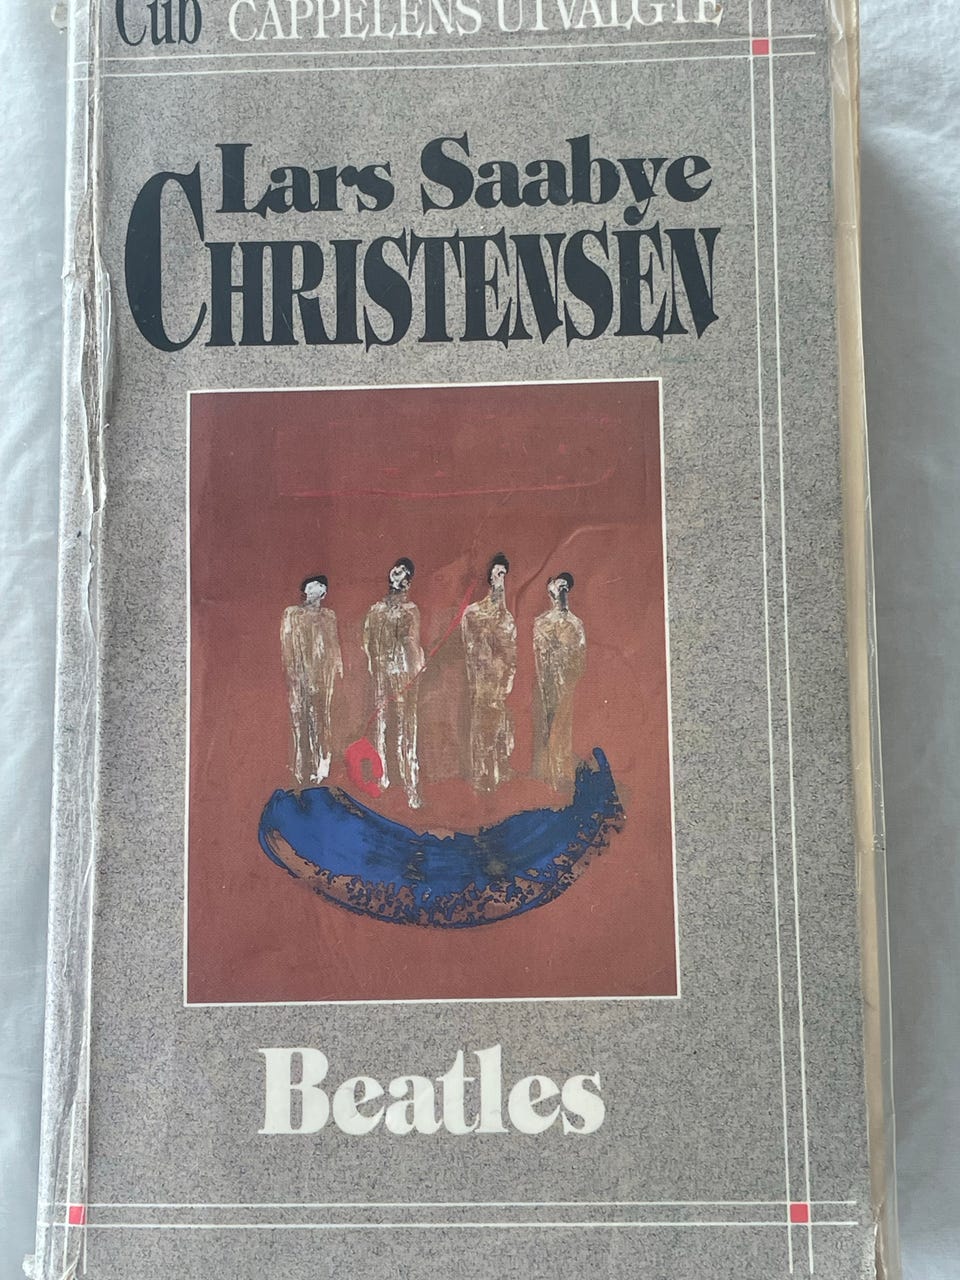 Cub CAPPELENS UTVALGTE
Lars Saabye
CHRISTENSEN
Beatles